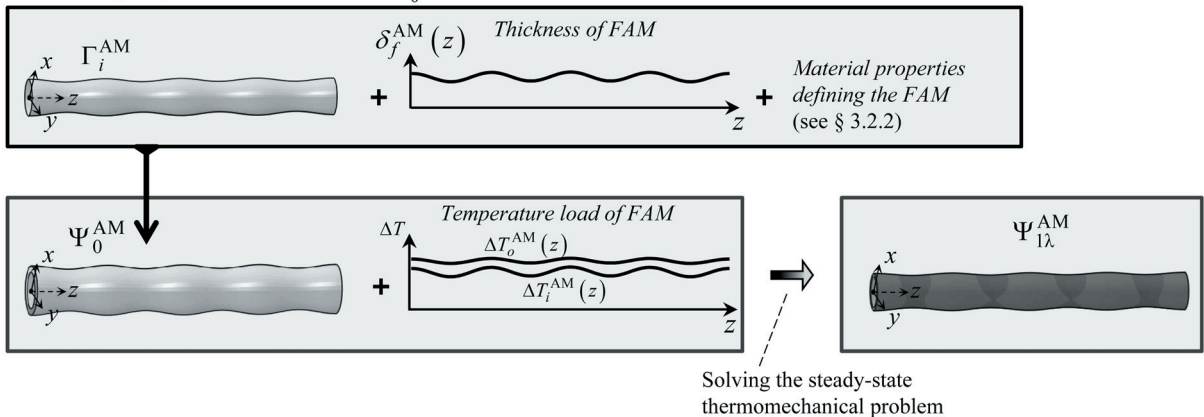 Γ_i^AM
x
z
y
+
δ_f^AM (z)
Thickness of FAM
z
+
Material properties
defining the FAM
(see § 3.2.2)
Ψ_0^AM
x
z
y
+
Temperature load of FAM
ΔT
ΔT_o^AM (z)
ΔT_i^AM (z)
z
Ψ_1λ^AM
x
z
y
Solving the steady-state
thermomechanical problem